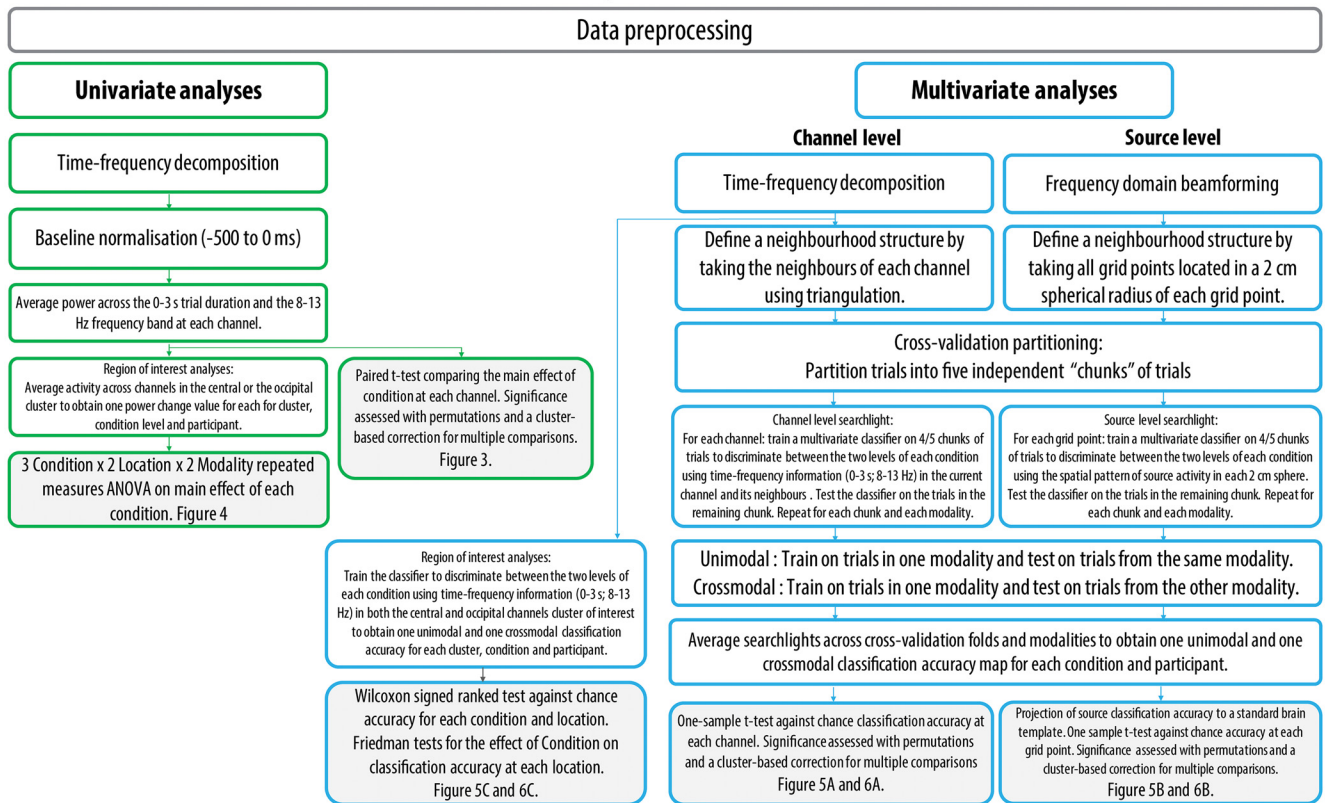 Data preprocessing
Univariate analyses
Time-frequency decomposition
Baseline normalisation (-500 to 0 ms)
Average power across the 0-3 s trial duration and the 8-13
Hz frequency band at each channel.
Region of interest analyses:
Average activity across channels in the central or the occipital
cluster to obtain one power change value for each for cluster,
condition level and participant.
3 Condition x 2 Location x 2 Modality repeated
measures ANOVA on main effect of each
condition. Figure 4
Paired t-test comparing the main effect of
condition at each channel. Significance
assessed with permutations and a cluster-
based correction for multiple comparisons.
Figure 3.
Multivariate analyses
Channel level
Source level
Time-frequency decomposition
Frequency domain beamforming
Define a neighbourhood structure by
taking the neighbours of each channel
using triangulation.
Define a neighbourhood structure by
taking all grid points located in a 2 cm
spherical radius of each grid point.
Cross-validation partitioning:
Partition trials into five independent “chunks” of trials
Channel level searchlight:
For each channel: train a multivariate classifier on 4/5 chunks of
trials to discriminate between the two levels of each condition
using time-frequency information (0-3 s; 8-13 Hz) in the current
channel and its neighbours . Test the classifier on the trials in the
remaining chunk. Repeat for each chunk and each modality.
Source level searchlight:
For each grid point: train a multivariate classifier on 4/5 chunks
of trials to discriminate between the two levels of each condition
using the spatial pattern of source activity in each 2 cm sphere.
Test the classifier on the trials in the remaining chunk. Repeat for
each chunk and each modality.
Unimodal : Train on trials in one modality and test on trials from the same modality.
Crossmodal : Train on trials in one modality and test on trials from the other modality.
Average searchlights across cross-validation folds and modalities to obtain one unimodal and one
crossmodal classification accuracy map for each condition and participant.
Region of interest analyses:
Train the classifier to discriminate between the two levels of
each condition using time-frequency information (0-3 s; 8-13
Hz) in both the central and occipital channels cluster of interest
to obtain one unimodal and one crossmodal classification
accuracy for each cluster, condition and participant.
Wilcoxon signed ranked test against chance
accuracy for each condition and location.
Friedman tests for the effect of Condition on
classification accuracy at each location.
Figure 5C and 6C.
One-sample t-test against chance classification accuracy at
each channel. Significance assessed with permutations
and a cluster-based correction for multiple comparisons
Figure 5A and 6A.
Projection of source classification accuracy to a standard brain
template. One sample t-test against chance accuracy at each
grid point. Significance assessed with permutations and a
cluster-based correction for multiple comparisons.
Figure 5B and 6B.